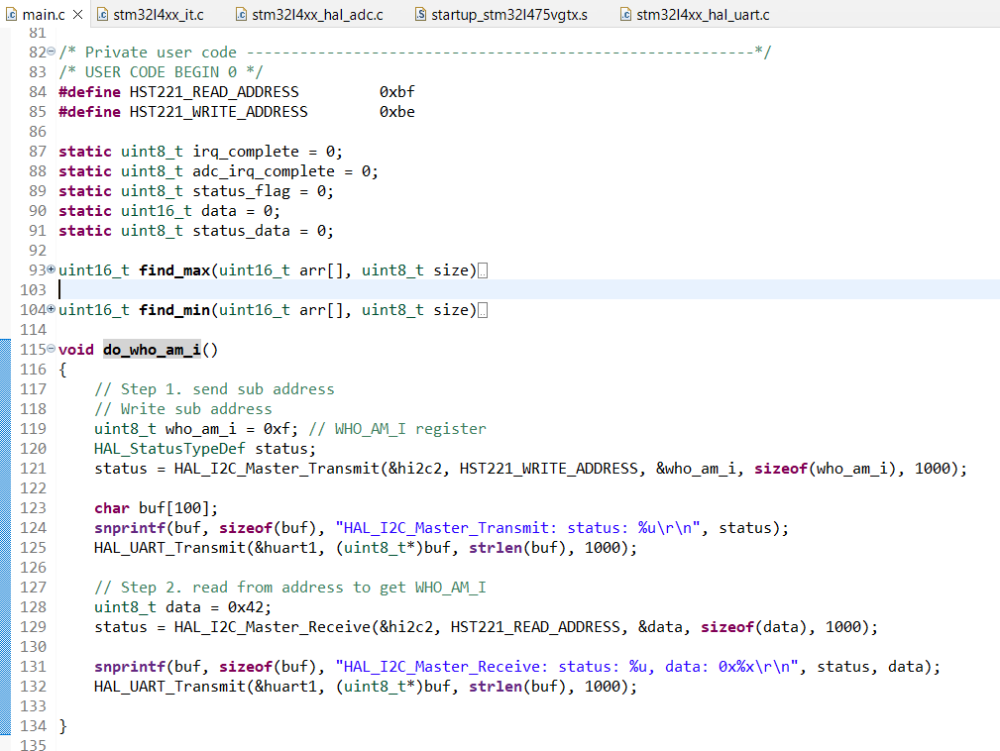 main.c stm32l4xx_it.c stm32l4xx_hal_adc.c startup_stm32l475vgtx.s stm32l4xx_hal_uart.c
81
82 /* Private user code ---------------------------------------------------------*/
83 /* USER CODE BEGIN 0 */
84 #define HST221_READ_ADDRESS         0xbf
85 #define HST221_WRITE_ADDRESS        0xbe
86
87 static uint8_t irq_complete = 0;
88 static uint8_t adc_irq_complete = 0;
89 static uint8_t status_flag = 0;
90 static uint16_t data = 0;
91 static uint8_t status_data = 0;
92
93 uint16_t find_max(uint16_t arr[], uint8_t size)
103
104 uint16_t find_min(uint16_t arr[], uint8_t size)
114
115 void do_who_am_i()
116 {
117     // Step 1. send sub address
118     // Write sub address
119     uint8_t who_am_i = 0xf; // WHO_AM_I register
120     HAL_StatusTypeDef status;
121     status = HAL_I2C_Master_Transmit(&hi2c2, HST221_WRITE_ADDRESS, &who_am_i, sizeof(who_am_i), 1000);
122
123     char buf[100];
124     snprintf(buf, sizeof(buf), "HAL_I2C_Master_Transmit: status: %u\r\n", status);
125     HAL_UART_Transmit(&huart1, (uint8_t*)buf, strlen(buf), 1000);
126
127     // Step 2. read from address to get WHO_AM_I
128     uint8_t data = 0x42;
129     status = HAL_I2C_Master_Receive(&hi2c2, HST221_READ_ADDRESS, &data, sizeof(data), 1000);
130
131     snprintf(buf, sizeof(buf), "HAL_I2C_Master_Receive: status: %u, data: 0x%x\r\n", status, data);
132     HAL_UART_Transmit(&huart1, (uint8_t*)buf, strlen(buf), 1000);
133
134 }
135